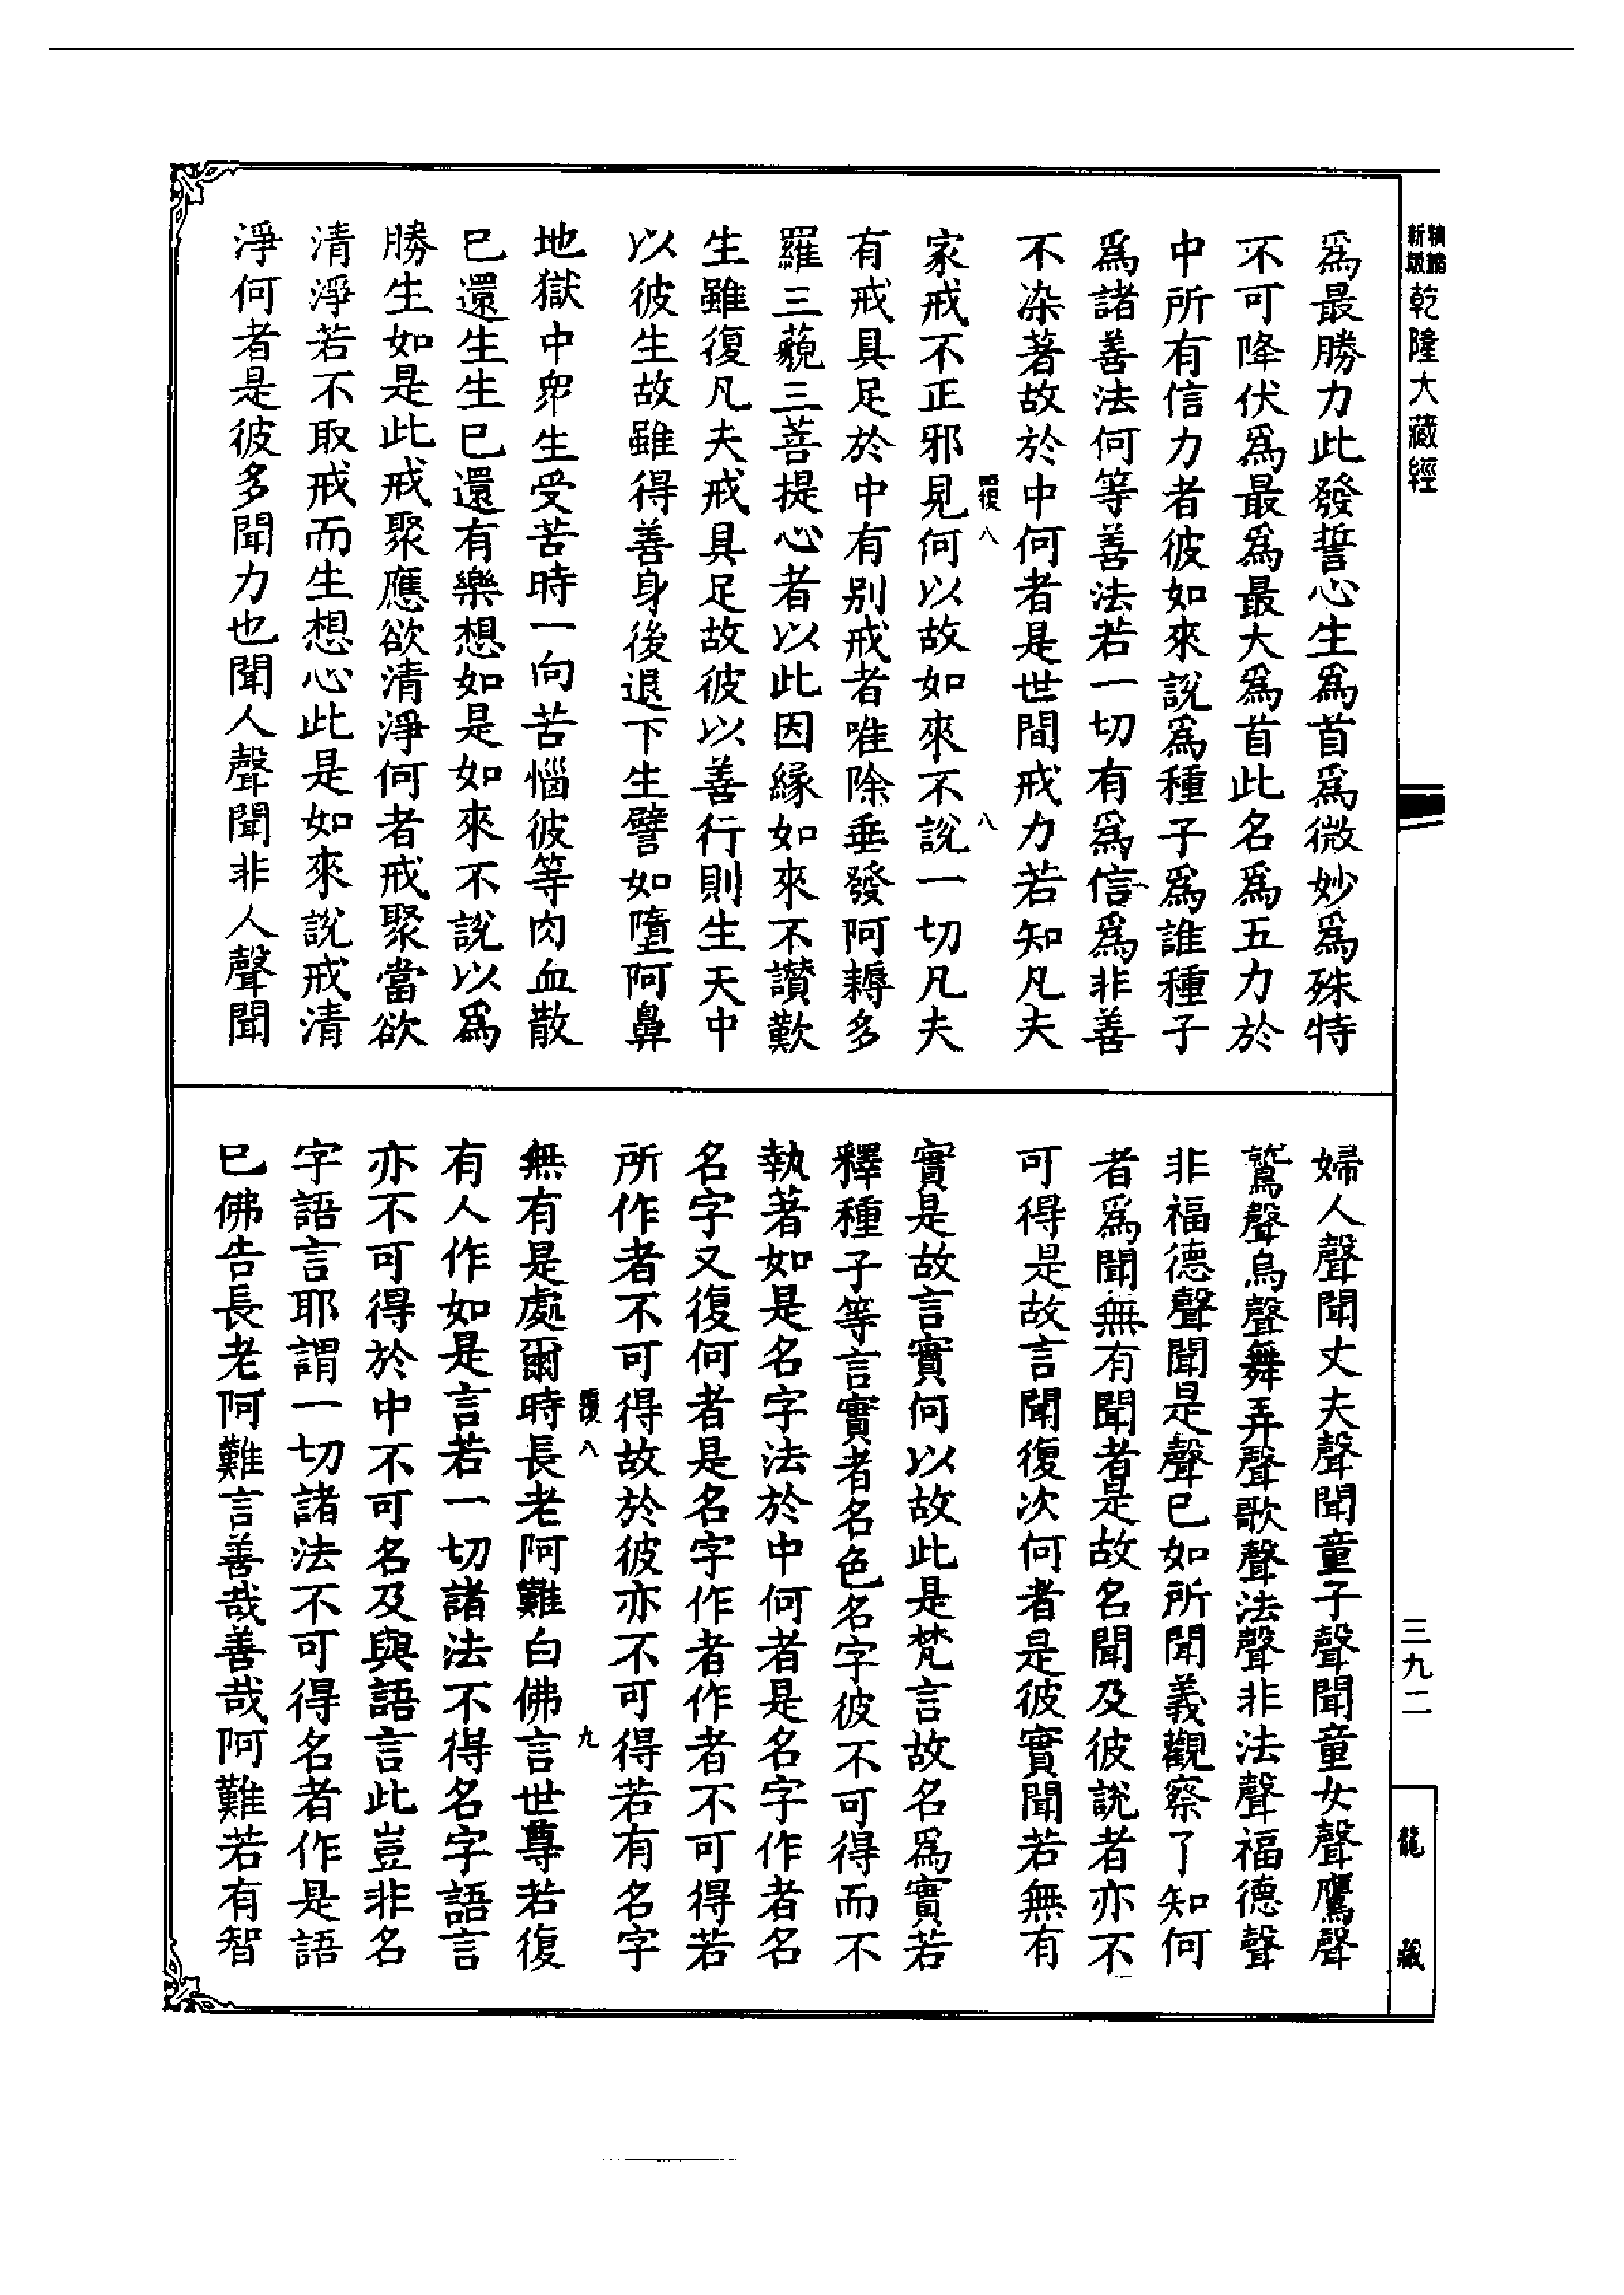 新版
精縮
乾隆大藏經
三九二
龍藏
爲最勝力此發誓心生爲首爲微妙爲殊特
不可降伏爲最爲最大爲首此名爲五力於
中所有信力者彼如來說爲種子爲誰種子
爲諸善法何等善法若一切有爲信爲非善
不染著故於中何者是世間戒力若知凡夫
八 八
家戒不正邪見何以故如來不說一切凡夫
有戒具足於中有別戒者唯除垂發阿耨多
羅三藐三菩提心者以此因緣如來不讚歎
生雖復凡夫戒具足故彼以善行則生天中
以彼生故雖得善身後退下生譬如墮阿鼻
地獄中眾生受苦時一向苦惱彼等肉血散
已還生生已還有樂想如是如來不說以爲
勝生如是此戒聚應欲清淨何者戒聚當欲
清淨若不取戒而生想心此是如來說戒清
淨何者是彼多聞力也聞人聲聞非人聲聞
婦人聲聞丈夫聲聞童子聲聞童女聲鷹聲
鵞聲烏聲舞弄聲歌聲法聲非法聲福德聲
非福德聲聞是聲已如所聞義觀察了知何
者爲聞無有聞者是故名聞及彼說者亦不
可得是故言聞復次何者是彼實聞若無有
實是故言實何以故此是梵言故名爲實若
釋種子等言實者名色名字彼不可得而不
執著如是名字法於中何者是名字作者名
名字又復何者是名字作者作者不可得若
所作者不可得故於彼亦不可得若有名字
八 九
無有是處爾時長老阿難白佛言世尊若復
有人作如是言若一切諸法不得名字語言
亦不可得於中不可名及與語言此豈非名
字語言耶謂一切諸法不可得名者作是語
已佛告長老阿難言善哉善哉阿難若有智